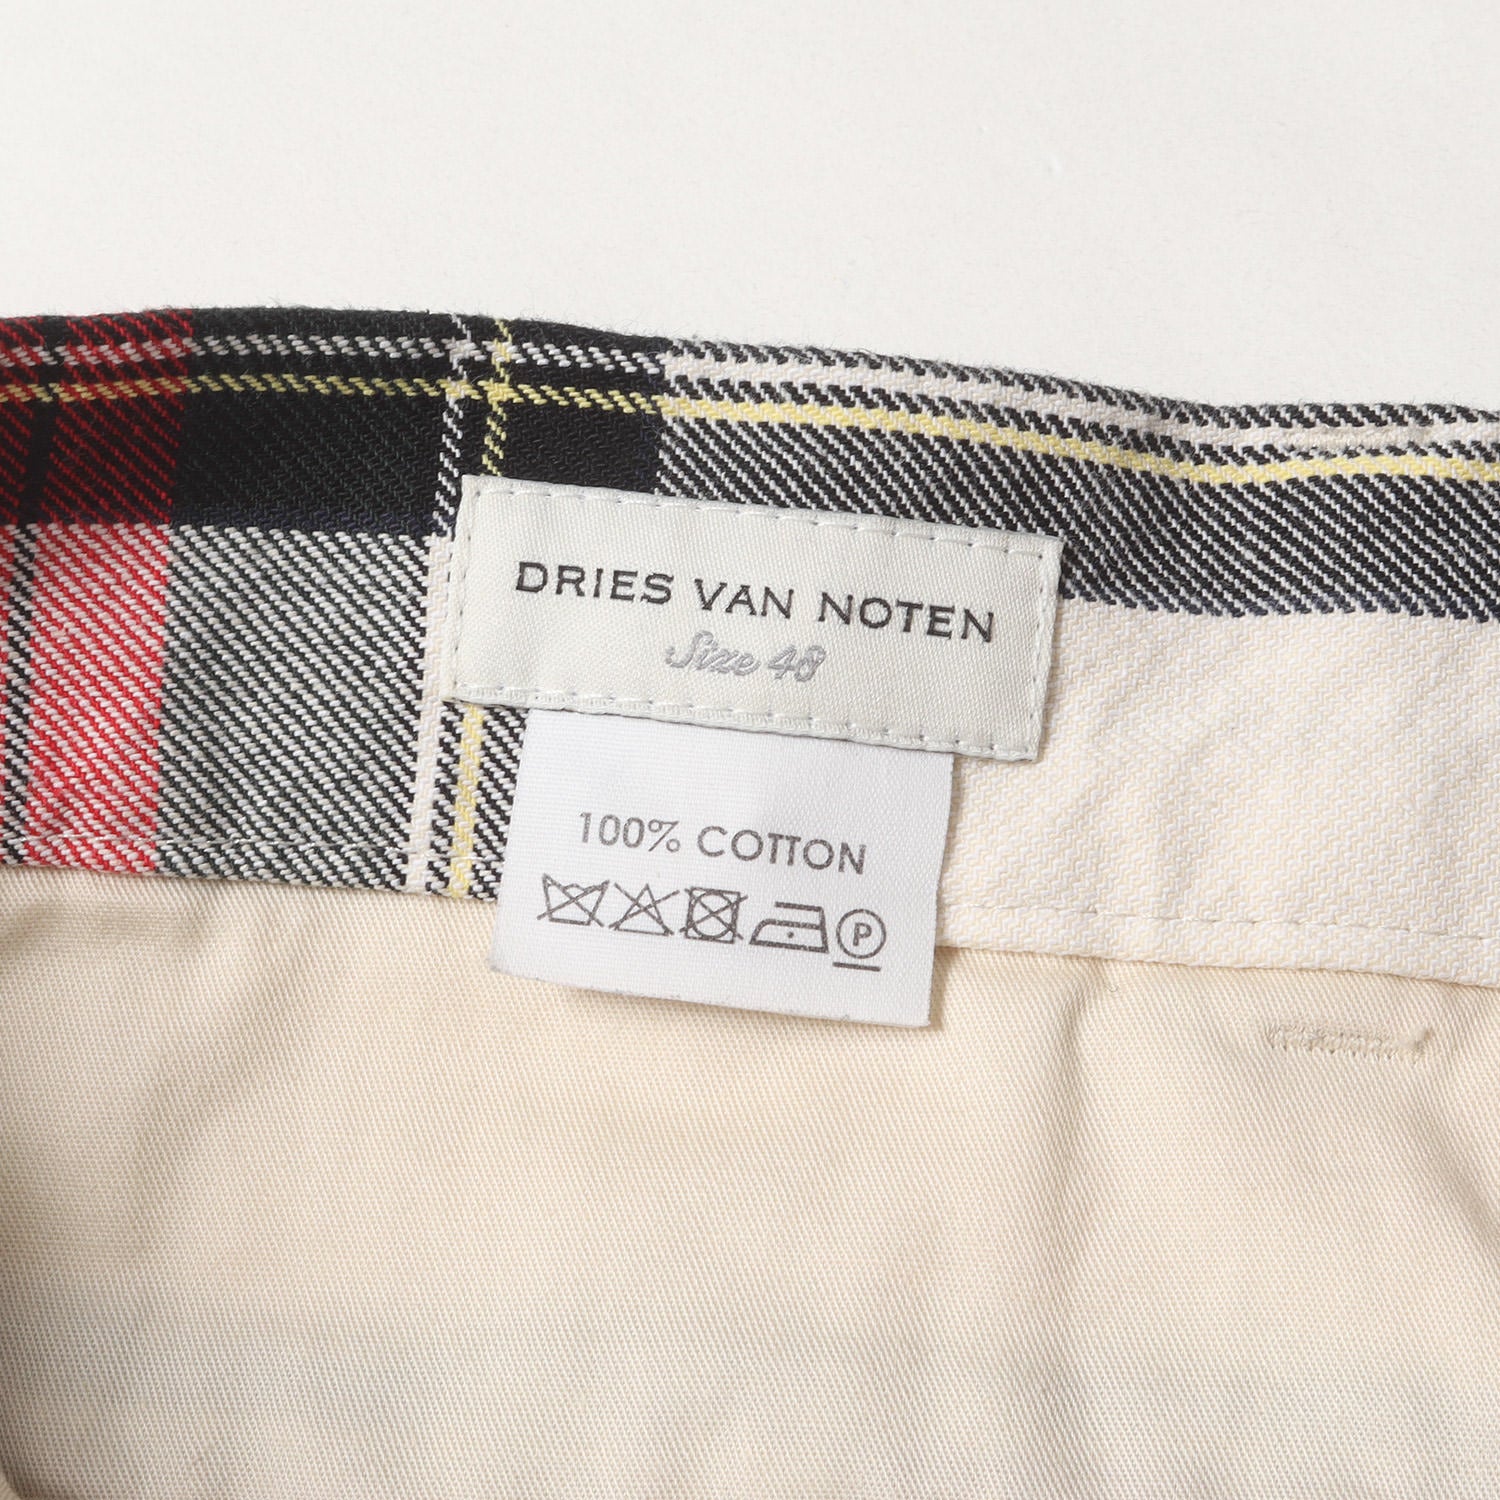 DRIES VAN NOTEN
Size 48
100% COTTON
P